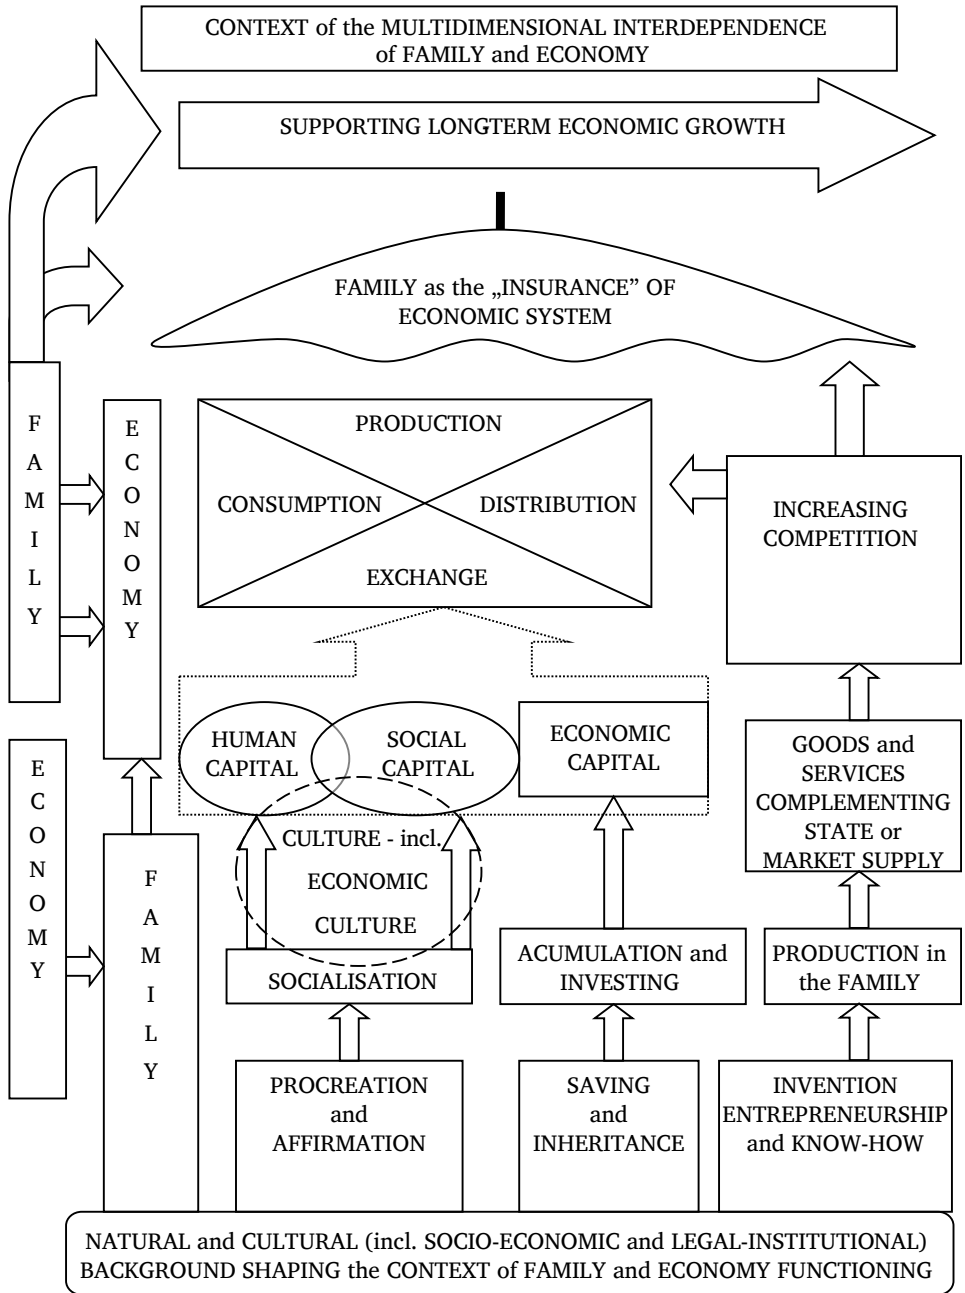 CONTEXT of the MULTIDIMENSIONAL INTERDEPENDENCE
of FAMILY and ECONOMY
SUPPORTING LONGTERM ECONOMIC GROWTH
FAMILY as the „INSURANCE” OF
ECONOMIC SYSTEM
F
A
M
I
L
Y
E
C
O
N
O
M
Y
PRODUCTION
CONSUMPTION
DISTRIBUTION
EXCHANGE
INCREASING
COMPETITION
HUMAN
CAPITAL
SOCIAL
CAPITAL
ECONOMIC
CAPITAL
GOODS and
SERVICES
COMPLEMENTING
STATE or
MARKET SUPPLY
E
C
O
N
O
M
Y
F
A
M
I
L
Y
CULTURE - incl.
ECONOMIC
CULTURE
SOCIALISATION
ACUMULATION and
INVESTING
PRODUCTION in
the FAMILY
PROCREATION
and
AFFIRMATION
SAVING
and
INHERITANCE
INVENTION
ENTREPRENEURSHIP
and KNOW-HOW
NATURAL and CULTURAL (incl. SOCIO-ECONOMIC and LEGAL-INSTITUTIONAL)
BACKGROUND SHAPING the CONTEXT of FAMILY and ECONOMY FUNCTIONING